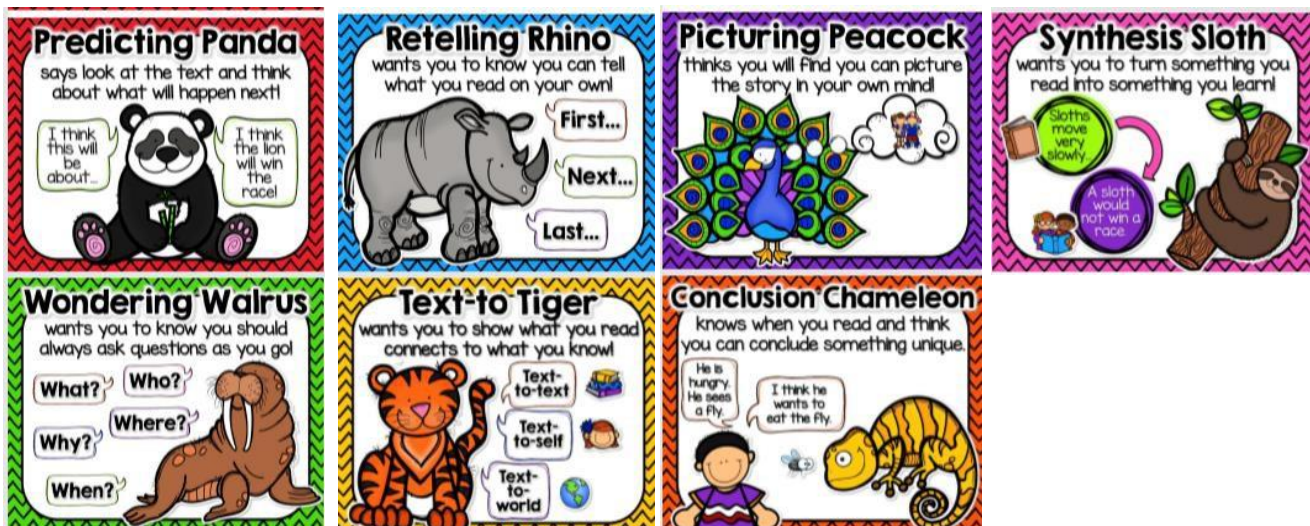 Predicting Panda
says look at the text and think
about what will happen next!
I think
this will
be
about...
I think
the lion
will win
the
race!
Retelling Rhino
wants you to know you can tell
what you read on your own!
First...
Next...
Last...
Picturing Peacock
thinks you will find you can picture
the story in your own mind!
Synthesis Sloth
wants you to turn something you
read into something you learn!
Sloths
move
very
slowly...
A sloth
would
not win a
race
Wondering Walrus
wants you to know you should
always ask questions as you go!
What?
Who?
Where?
Why?
When?
Text-to Tiger
wants you to show what you read
connects to what you know!
Text-
to-text
Text-
to-self
Text-
to-
world
Conclusion Chameleon
knows when you read and think
you can conclude something unique.
He is
hungry.
He sees
a fly.
I think he
wants to
eat the fly.